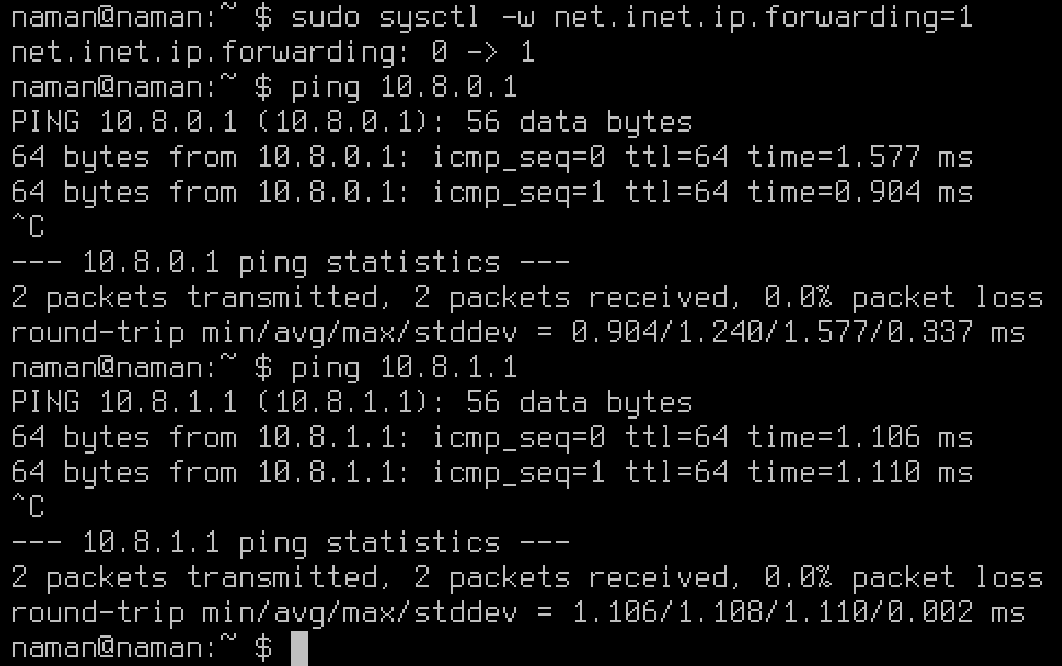 naman@naman:~ $ sudo sysctl -w net.inet.ip.forwarding=1
net.inet.ip.forwarding: 0 -> 1
naman@naman:~ $ ping 10.8.0.1
PING 10.8.0.1 (10.8.0.1): 56 data bytes
64 bytes from 10.8.0.1: icmp_seq=0 ttl=64 time=1.577 ms
64 bytes from 10.8.0.1: icmp_seq=1 ttl=64 time=0.904 ms
^C
--- 10.8.0.1 ping statistics ---
2 packets transmitted, 2 packets received, 0.0% packet loss
round-trip min/avg/max/stddev = 0.904/1.240/1.577/0.337 ms
naman@naman:~ $ ping 10.8.1.1
PING 10.8.1.1 (10.8.1.1): 56 data bytes
64 bytes from 10.8.1.1: icmp_seq=0 ttl=64 time=1.106 ms
64 bytes from 10.8.1.1: icmp_seq=1 ttl=64 time=1.110 ms
^C
--- 10.8.1.1 ping statistics ---
2 packets transmitted, 2 packets received, 0.0% packet loss
round-trip min/avg/max/stddev = 1.106/1.108/1.110/0.002 ms
naman@naman:~ $